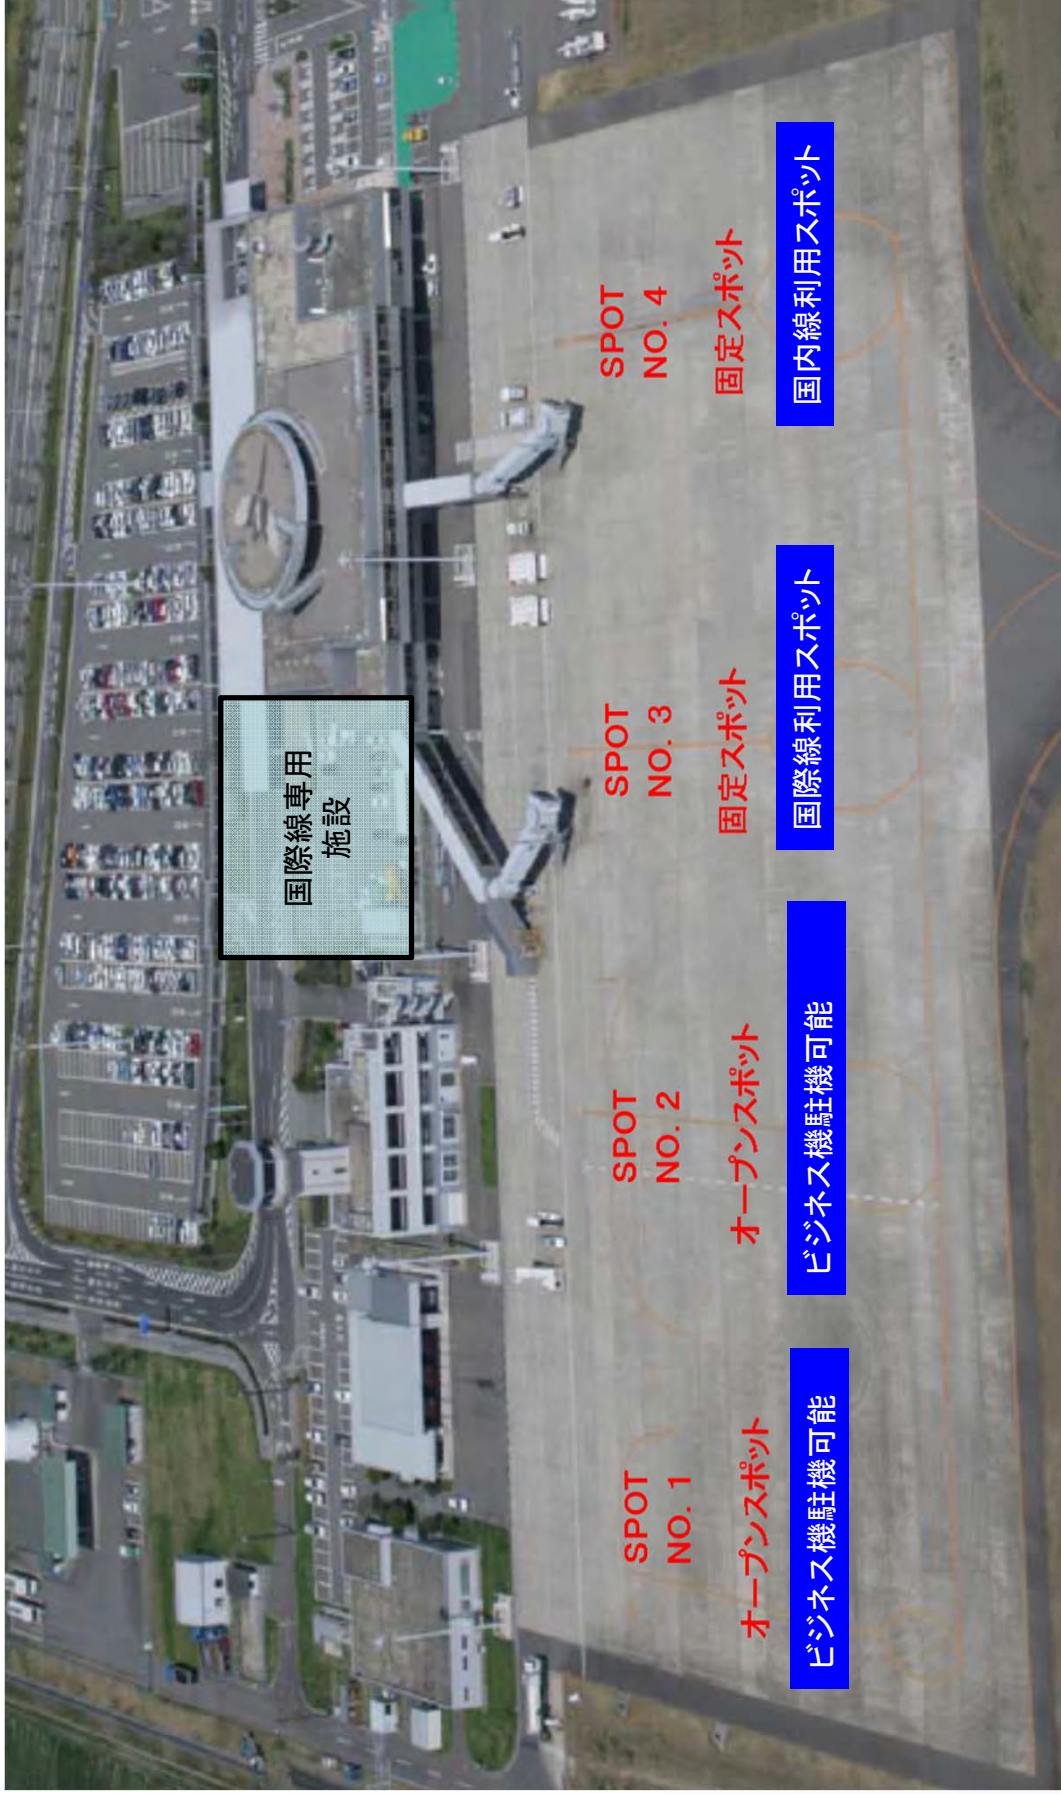 国際線専用
施設
SPOT
NO. 1
オープンスポット
ビジネス機駐機可能
SPOT
NO. 2
オープンスポット
ビジネス機駐機可能
SPOT
NO. 3
固定スポット
国際線利用スポット
SPOT
NO. 4
固定スポット
国内線利用スポット